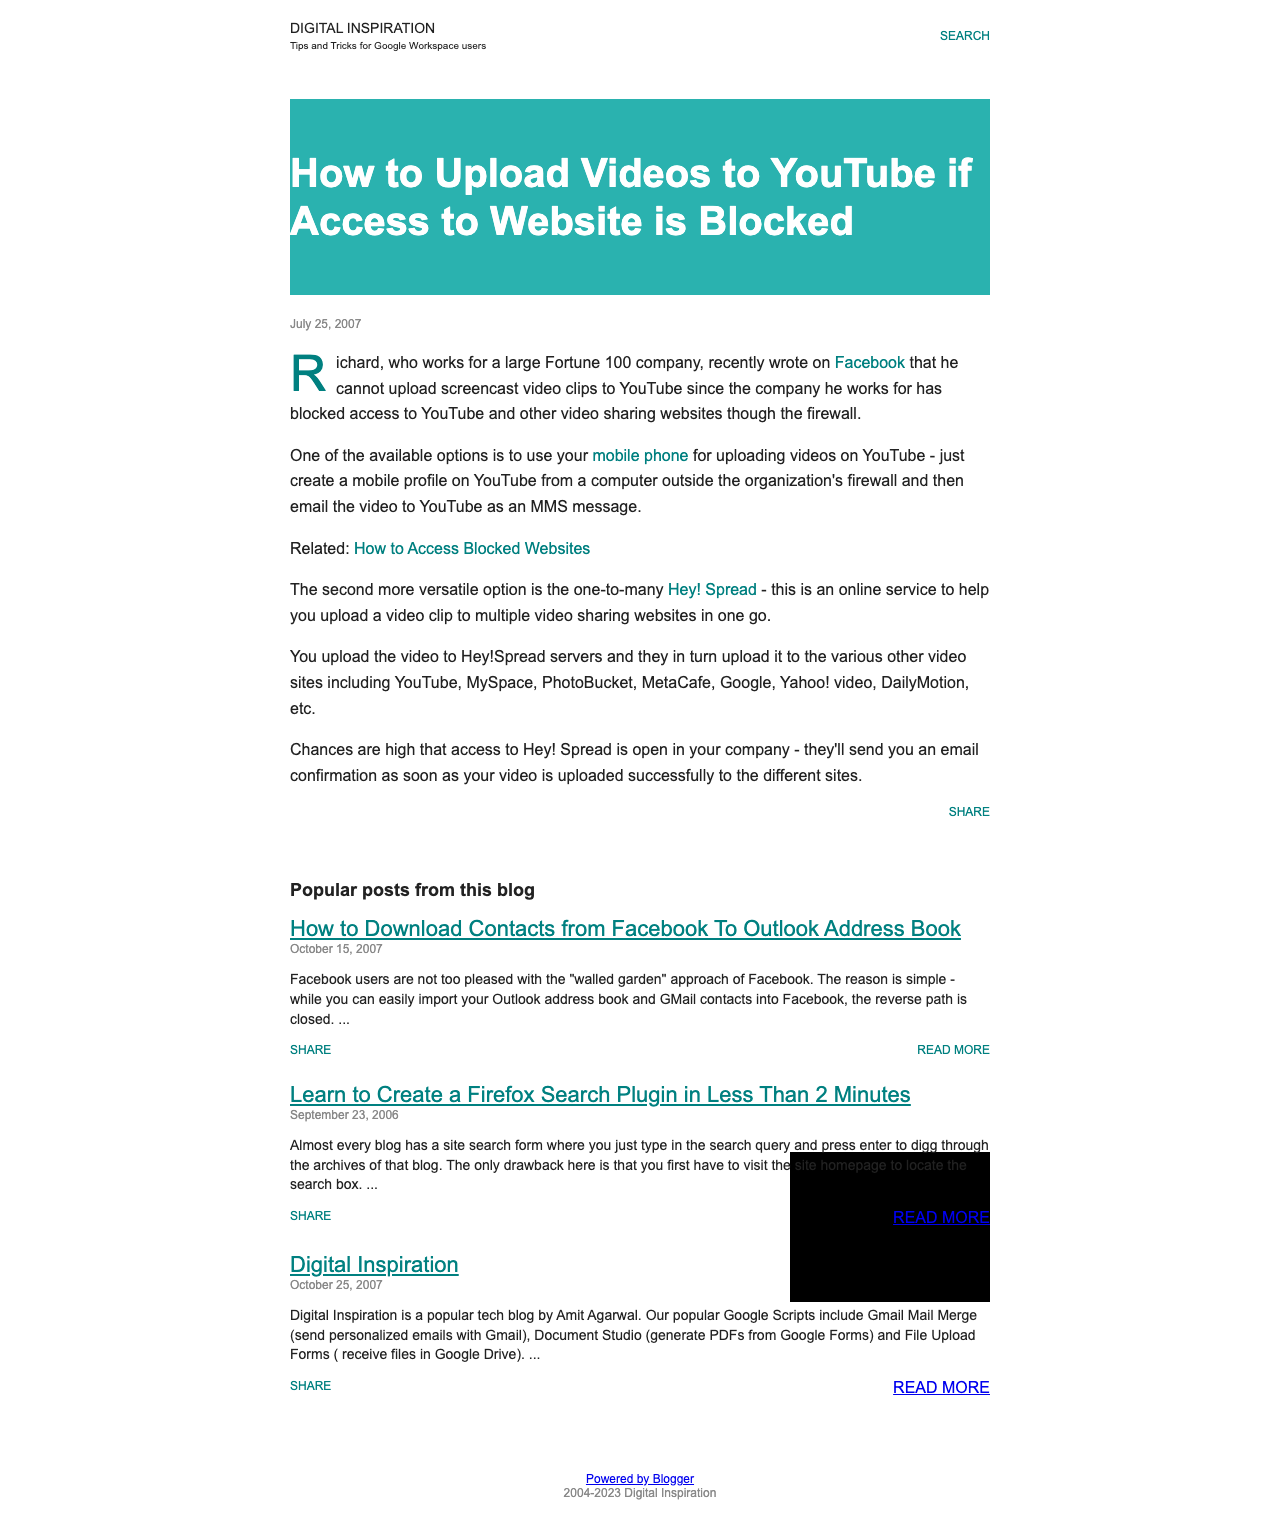 DIGITAL INSPIRATION
Tips and Tricks for Google Workspace users
SEARCH
How to Upload Videos to YouTube if
Access to Website is Blocked
July 25, 2007
Richard, who works for a large Fortune 100 company, recently wrote on Facebook that he
cannot upload screencast video clips to YouTube since the company he works for has
blocked access to YouTube and other video sharing websites though the firewall.
One of the available options is to use your mobile phone for uploading videos on YouTube - just
create a mobile profile on YouTube from a computer outside the organization's firewall and then
email the video to YouTube as an MMS message.
Related: How to Access Blocked Websites
The second more versatile option is the one-to-many Hey! Spread - this is an online service to help
you upload a video clip to multiple video sharing websites in one go.
You upload the video to Hey!Spread servers and they in turn upload it to the various other video
sites including YouTube, MySpace, PhotoBucket, MetaCafe, Google, Yahoo! video, DailyMotion,
etc.
Chances are high that access to Hey! Spread is open in your company - they'll send you an email
confirmation as soon as your video is uploaded successfully to the different sites.
SHARE
Popular posts from this blog
How to Download Contacts from Facebook To Outlook Address Book
October 15, 2007
Facebook users are not too pleased with the "walled garden" approach of Facebook. The reason is simple -
while you can easily import your Outlook address book and GMail contacts into Facebook, the reverse path is
closed. ...
SHARE
READ MORE
Learn to Create a Firefox Search Plugin in Less Than 2 Minutes
September 23, 2006
Almost every blog has a site search form where you just type in the search query and press enter to digg through
the archives of that blog. The only drawback here is that you first have to visit the site homepage to locate the
search box. ...
SHARE
READ MORE
Digital Inspiration
October 25, 2007
Digital Inspiration is a popular tech blog by Amit Agarwal. Our popular Google Scripts include Gmail Mail Merge
(send personalized emails with Gmail), Document Studio (generate PDFs from Google Forms) and File Upload
Forms ( receive files in Google Drive). ...
SHARE
READ MORE
Powered by Blogger
2004-2023 Digital Inspiration